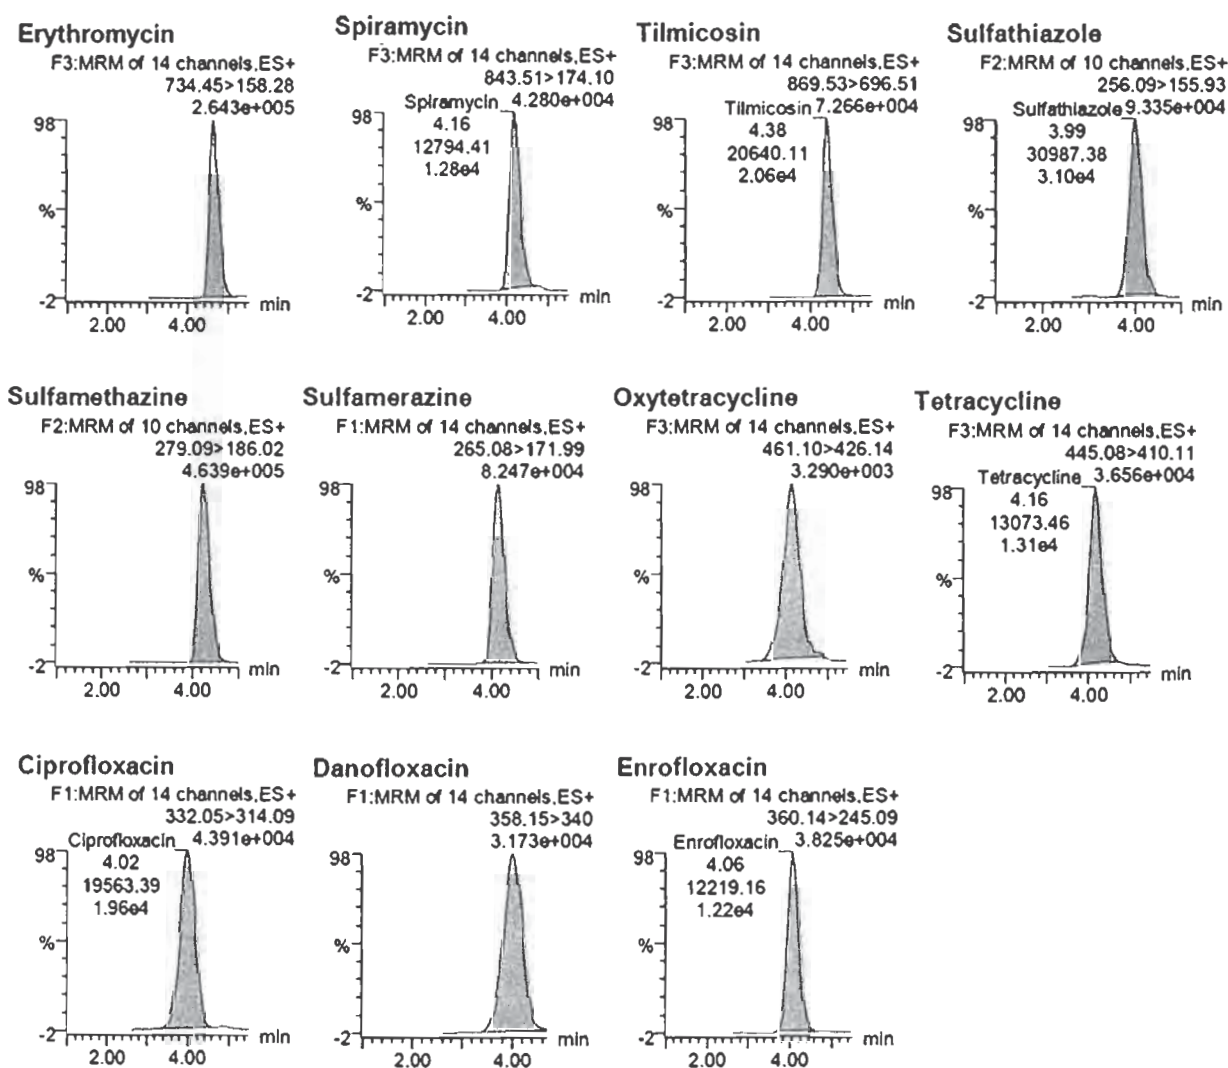 Erythromycin
F3:MRM of 14 channels,ES+
734.45>158.28
2.643e+005
98
%
-2
min
2.00 4.00
Spiramycin
F3:MRM of 14 channels,ES+
843.51>174.10
Spiramycin 4.280e+004
4.16
12794.41
1.28e4
98
%
-2
min
2.00 4.00
Tilmicosin
F3:MRM of 14 channels,ES+
869.53>696.51
Tilmicosin 7.266e+004
4.38
20640.11
2.06e4
98
%
-2
min
2.00 4.00
Sulfathiazole
F2:MRM of 10 channels,ES+
256.09>155.93
Sulfathiazole 9.335e+004
3.99
30987.38
3.10e4
98
%
-2
min
2.00 4.00
Sulfamethazine
F2:MRM of 10 channels,ES+
279.09>186.02
4.639e+005
98
%
-2
min
2.00 4.00
Sulfamerazine
F1:MRM of 14 channels,ES+
265.08>171.99
8.247e+004
98
%
-2
min
2.00 4.00
Oxytetracycline
F3:MRM of 14 channels,ES+
461.10>426.14
3.290e+003
98
%
-2
min
2.00 4.00
Tetracycline
F3:MRM of 14 channels,ES+
445.08>410.11
Tetracycline 3.656e+004
4.16
13073.46
1.31e4
98
%
-2
min
2.00 4.00
Ciprofloxacin
F1:MRM of 14 channels,ES+
332.05>314.09
Ciprofloxacin 4.391e+004
4.02
19563.39
1.96e4
98
%
-2
min
2.00 4.00
Danofloxacin
F1:MRM of 14 channels,ES+
358.15>340
3.173e+004
98
%
-2
min
2.00 4.00
Enrofloxacin
F1:MRM of 14 channels,ES+
360.14>245.09
Enrofloxacin 3.825e+004
4.06
12219.16
1.22e4
98
%
-2
min
2.00 4.00